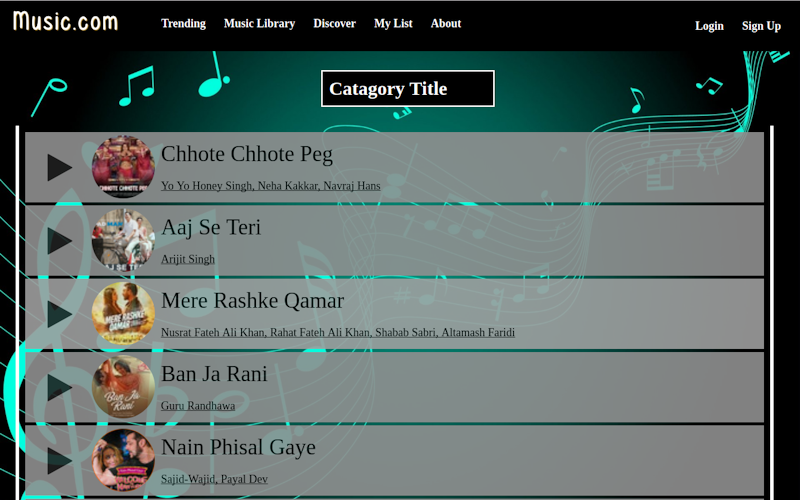 Music.com
Trending Music Library Discover My List About
Login Sign Up
Catagory Title
Chhote Chhote Peg
CHHOTE CHHOTE PEG
Yo Yo Honey Singh, Neha Kakkar, Navraj Hans
Aaj Se Teri
Arijit Singh
Mere Rashke Qamar
MERE RASHKE
QAMAR
Nusrat Fateh Ali Khan, Rahat Fateh Ali Khan, Shabab Sabri, Altamash Faridi
Ban Ja Rani
Ban Ja
Rani
Guru Randhawa
Nain Phisal Gaye
Sajid-Wajid, Payal Dev